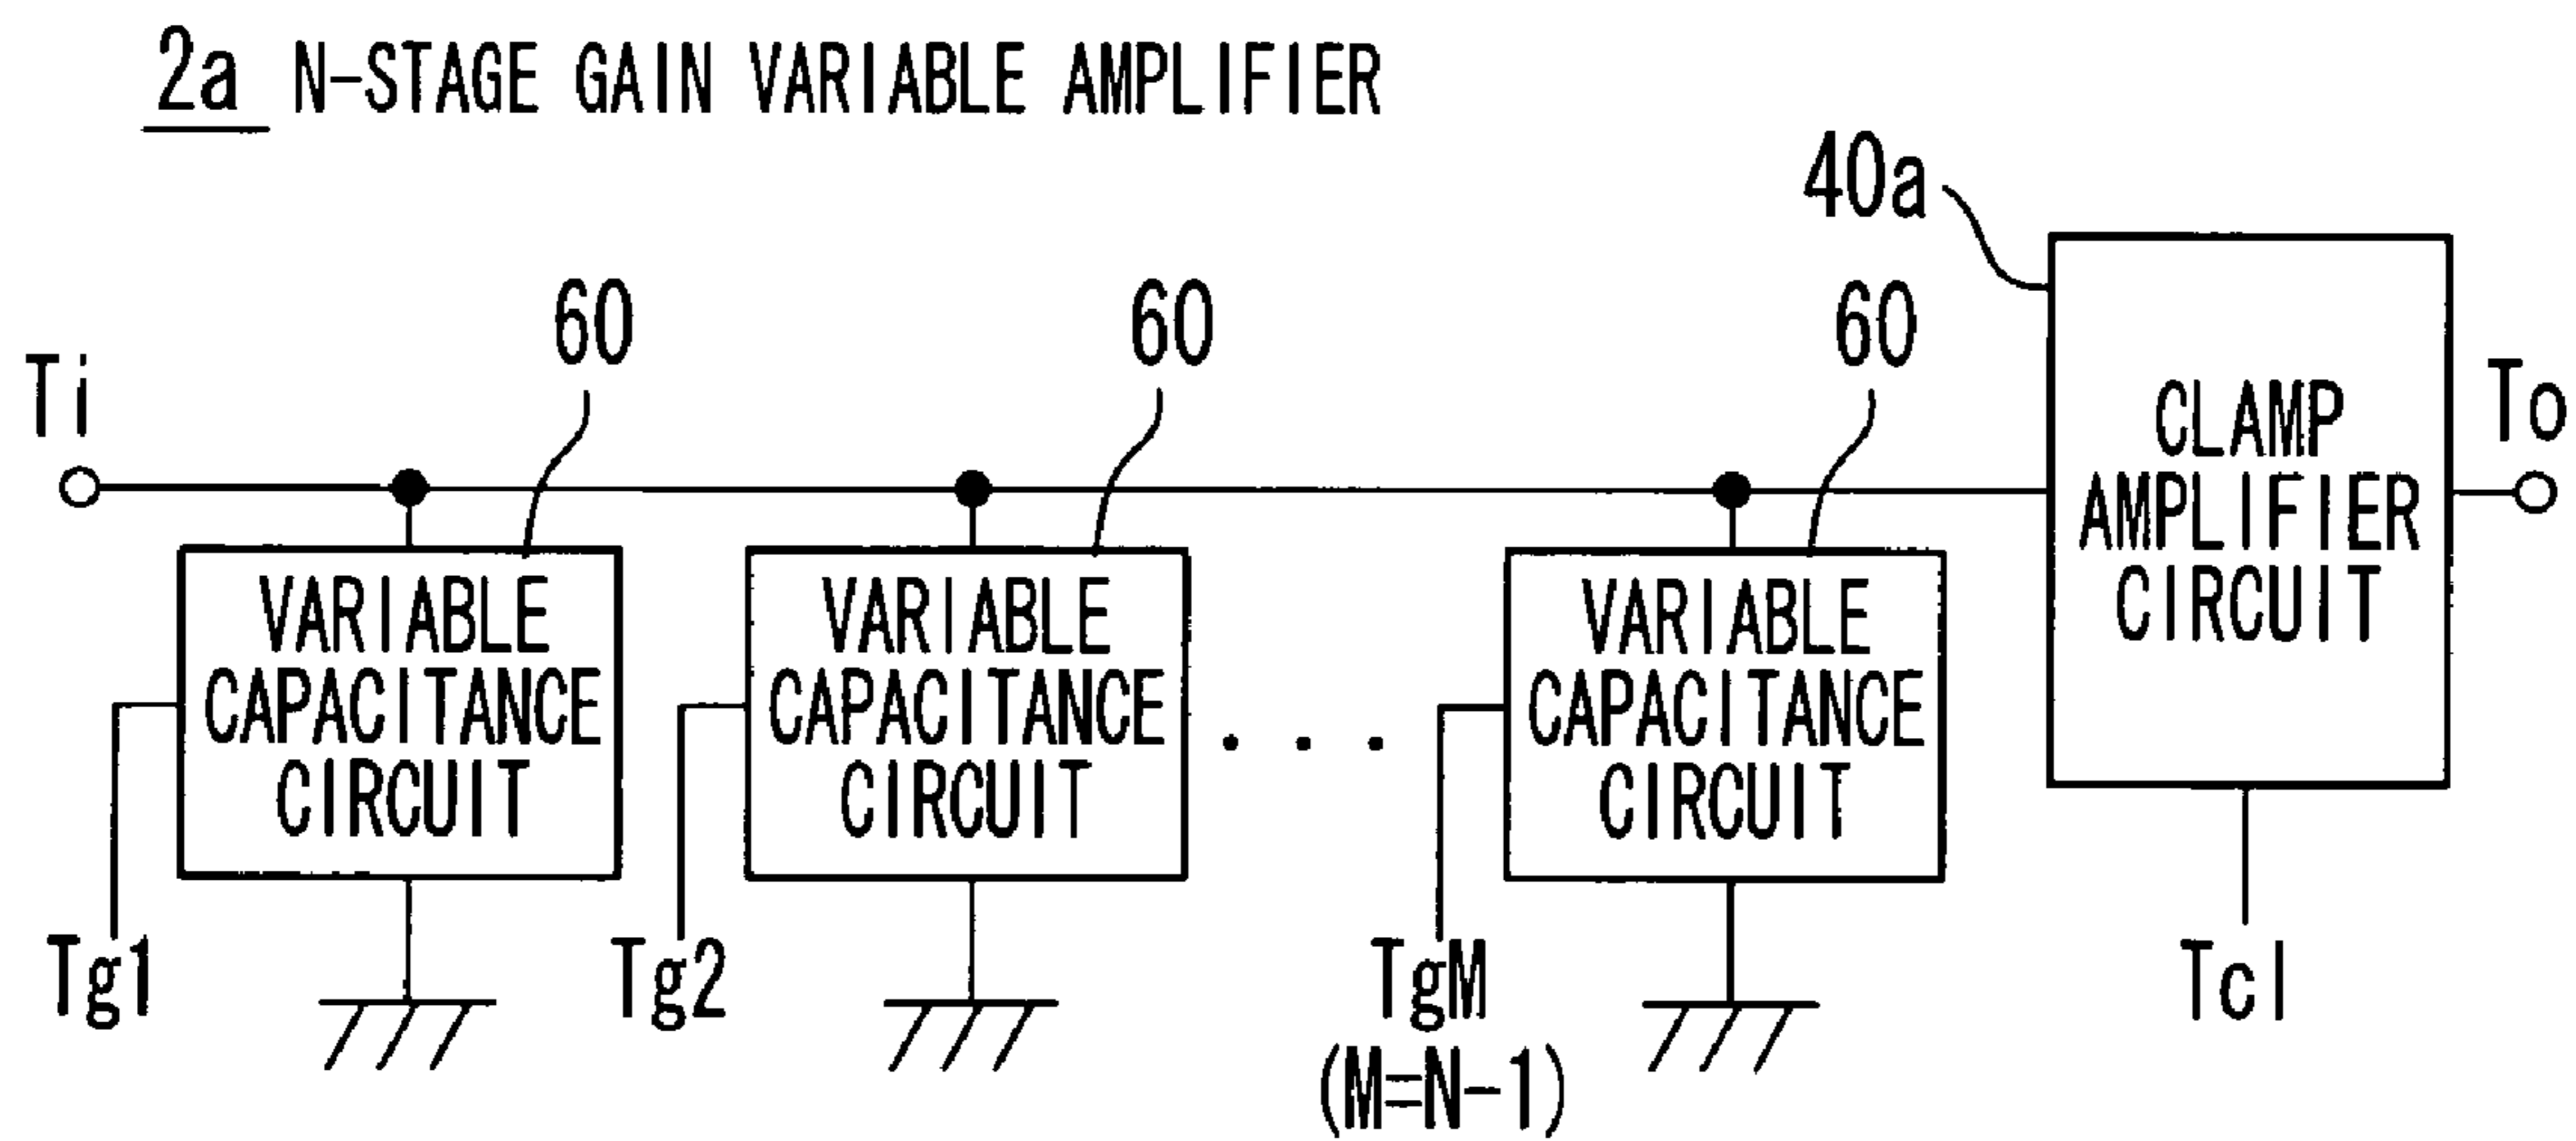 2a N-STAGE GAIN VARIABLE AMPLIFIER
40a
60
60
60
Ti
To
CLAMP
AMPLIFIER
CIRCUIT
VARIABLE
CAPACITANCE
CIRCUIT
VARIABLE
CAPACITANCE
CIRCUIT
...
VARIABLE
CAPACITANCE
CIRCUIT
Tg1
Tg2
TgM
(M=N-1)
Tcl